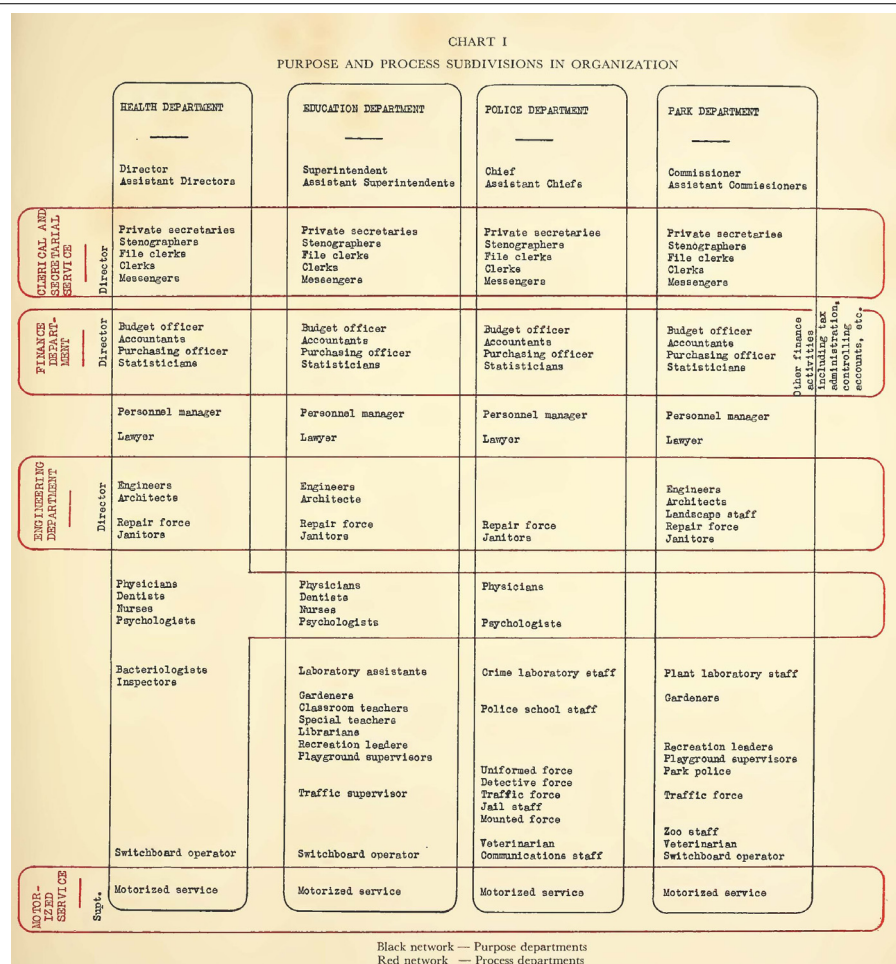 CHART I
PURPOSE AND PROCESS SUBDIVISIONS IN ORGANIZATION
HEALTH DEPARTMENT
EDUCATION DEPARTMENT
POLICE DEPARTMENT
PARK DEPARTMENT
Director
Assistant Directors
Superintendent
Assistant Superintendents
Chief
Assistant Chiefs
Commissioner
Assistant Commissioners
CLERICAL AND
SECRETARIAL
SERVICE
Director
Private secretaries
Stenographers
File clerks
Clerks
Messengers
Private secretaries
Stenographers
File clerks
Clerks
Messengers
Private secretaries
Stenographers
File clerks
Clerks
Messengers
Private secretaries
Stenographers
File clerks
Clerks
Messengers
FINANCE
DEPART-
MENT
Director
Budget officer
Accountants
Purchasing officer
Statisticians
Budget officer
Accountants
Purchasing officer
Statisticians
Budget officer
Accountants
Purchasing officer
Statisticians
Budget officer
Accountants
Purchasing officer
Statisticians
Other finance
activities
including tax
administration,
controlling
accounts, etc.
Personnel manager
Lawyer
Personnel manager
Lawyer
Personnel manager
Lawyer
Personnel manager
Lawyer
ENGINEERING
DEPARTMENT
Director
Engineers
Architects
Repair force
Janitors
Engineers
Architects
Repair force
Janitors
Repair force
Janitors
Engineers
Architects
Landscape staff
Repair force
Janitors
Physicians
Dentists
Nurses
Psychologists
Physicians
Dentists
Nurses
Psychologists
Physicians
Psychologists
Bacteriologists
Inspectors
Laboratory assistants
Gardeners
Classroom teachers
Special teachers
Librarians
Recreation leaders
Playground supervisors
Traffic supervisor
Crime laboratory staff
Police school staff
Uniformed force
Detective force
Traffic force
Jail staff
Mounted force
Veterinarian
Communications staff
Plant laboratory staff
Gardeners
Recreation leaders
Playground supervisors
Park police
Traffic force
Zoo staff
Veterinarian
Switchboard operator
Switchboard operator
Switchboard operator
MOTOR-
IZED
SERVICE
Supt.
Motorized service
Motorized service
Motorized service
Motorized service
Black network — Purpose departments
Red network — Process departments